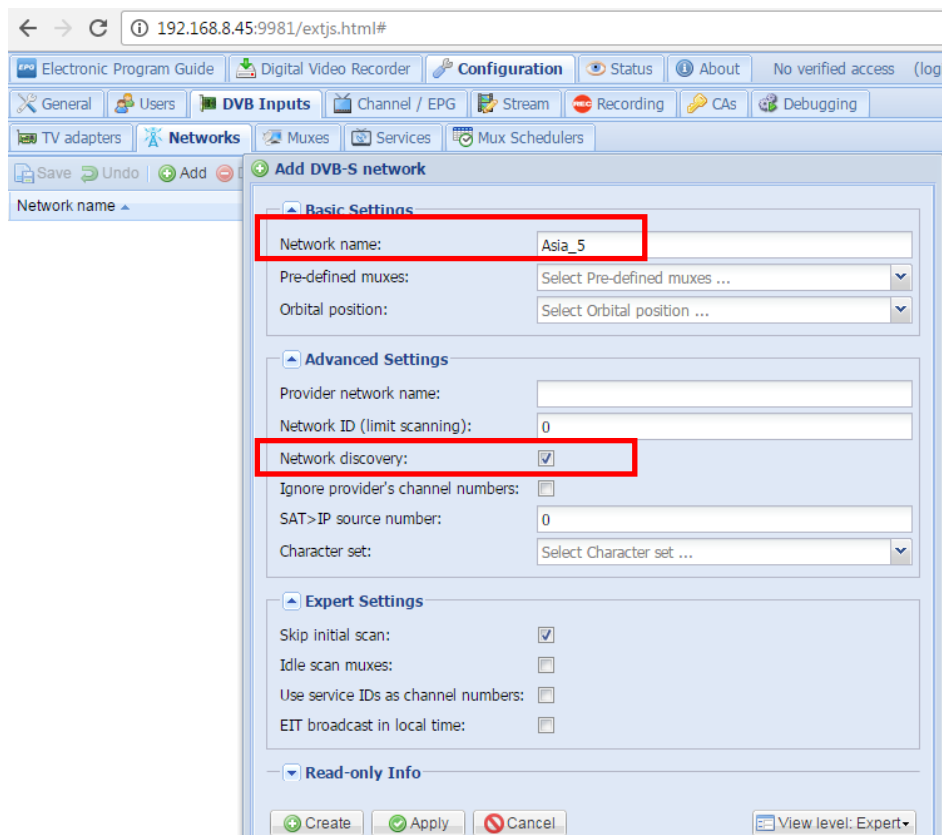 192.168.8.45:9981/extjs.html#
Electronic Program Guide Digital Video Recorder Configuration Status About No verified access (log
General Users DVB Inputs Channel / EPG Stream Recording CAs Debugging
TV adapters Networks Muxes Services Mux Schedulers
Save Undo Add
Add DVB-S network
Network name
Basic Settings
Network name: Asia_5
Pre-defined muxes: Select Pre-defined muxes ...
Orbital position: Select Orbital position ...
Advanced Settings
Provider network name:
Network ID (limit scanning): 0
Network discovery:
Ignore provider's channel numbers:
SAT>IP source number: 0
Character set: Select Character set ...
Expert Settings
Skip initial scan:
Idle scan muxes:
Use service IDs as channel numbers:
EIT broadcast in local time:
Read-only Info
Create Apply Cancel View level: Expert